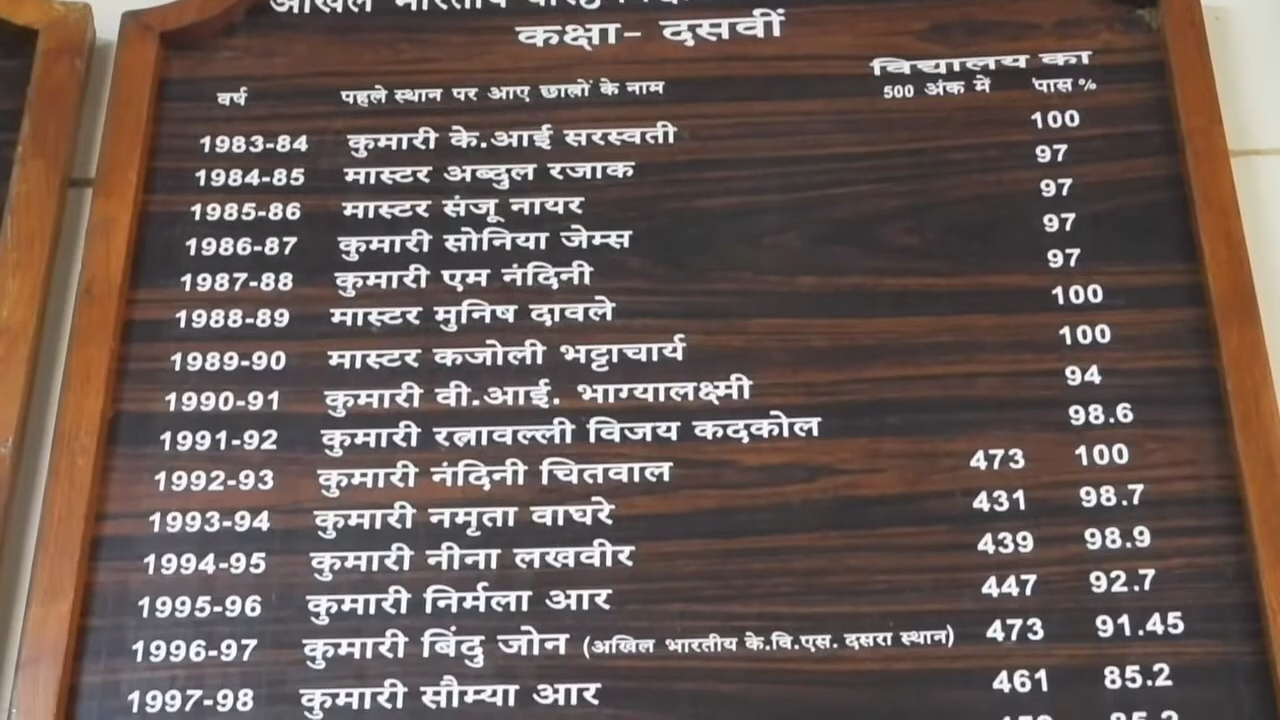 अखिल भारतीय
कक्षा- दसवीं
विद्यालय का
वर्ष पहले स्थान पर आए छात्रों के नाम 500 अंक में पास %
1983-84 कुमारी के.आई सरस्वती 100
1984-85 मास्टर अब्दुल रजाक 97
1985-86 मास्टर संजू नायर 97
1986-87 कुमारी सोनिया जेम्स 97
1987-88 कुमारी एम नंदिनी 97
1988-89 मास्टर मुनिष दावले 100
1989-90 मास्टर कजोली भट्टाचार्य 100
1990-91 कुमारी वी.आई. भाग्यालक्ष्मी 94
1991-92 कुमारी रत्नावल्ली विजय कदकोल 98.6
1992-93 कुमारी नंदिनी चितवाल 473 100
1993-94 कुमारी नमृता वाघरे 431 98.7
1994-95 कुमारी नीना लखवीर 439 98.9
1995-96 कुमारी निर्मला आर 447 92.7
1996-97 कुमारी बिंदु जोन (अखिल भारतीय के.वि.एस. दसरा स्थान) 473 91.45
1997-98 कुमारी सौम्या आर 461 85.2